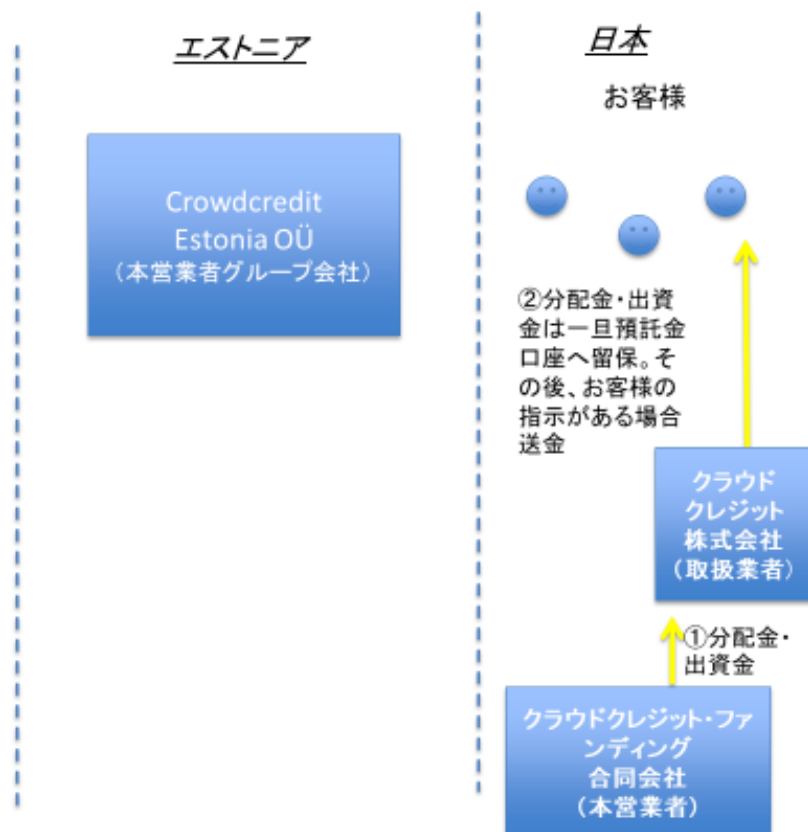 エストニア
Crowdcredit
Estonia OÜ
（本営業者グループ会社）
日本
お客様
②分配金・出資
金は一旦預託金
口座へ留保。そ
の後、お客様の
指示がある場合
送金
クラウド
クレジット
株式会社
（取扱業者）
①分配金・
出資金
クラウドクレジット・ファ
ンディング
合同会社
（本営業者）